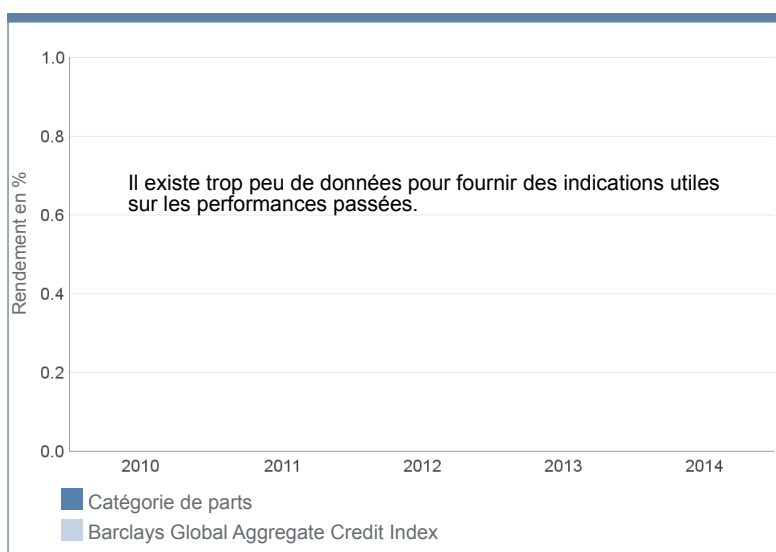 1.0
0.8
Il existe trop peu de données pour fournir des indications utiles
sur les performances passées.
0.6
Rendement en %
0.4
0.2
0.0
2010 2011 2012 2013 2014
Catégorie de parts
Barclays Global Aggregate Credit Index